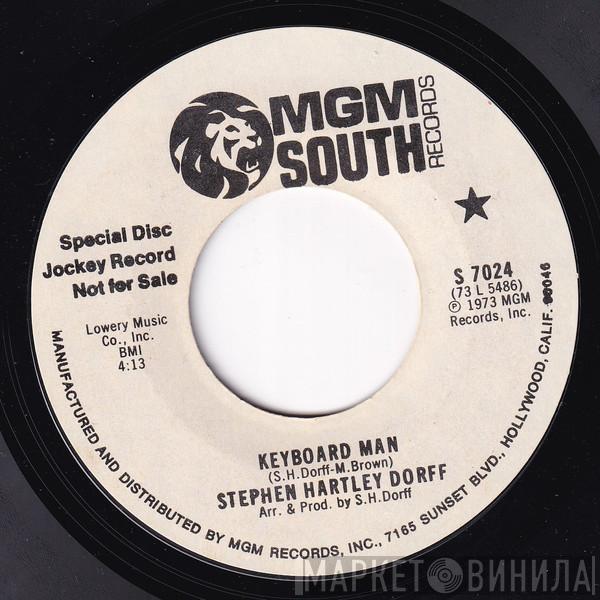 MGM
SOUTH
RECORDS
Special Disc
Jockey Record
Not for Sale
Lowery Music
Co., Inc.
BMI
4:13
S 7024
(73 L 5486)
Ⓟ 1973 MGM
Records, Inc.
KEYBOARD MAN
(S.H.Dorff-M.Brown)
STEPHEN HARTLEY DORFF
Arr. & Prod. by S.H.Dorff
MANUFACTURED AND DISTRIBUTED BY MGM RECORDS, INC., 7165 SUNSET BLVD., HOLLYWOOD, CALIF. 90046
МАРКЕТ ВИНИЛА